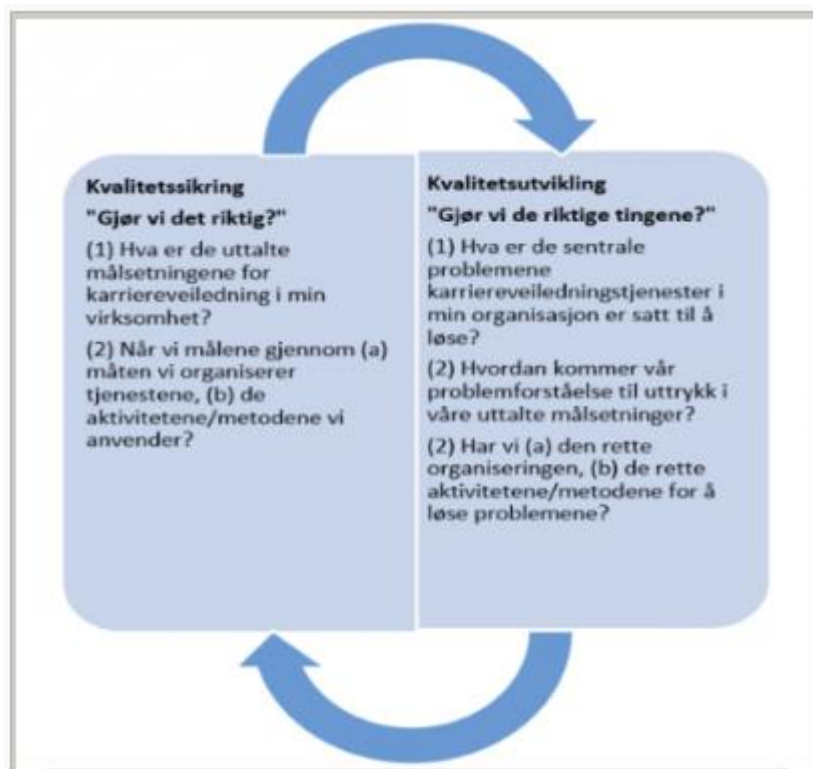 Kvalitetssikring
"Gjør vi det riktig?"
(1) Hva er de uttalte
målsetningene for
karriereveiledning i min
virksomhet?
(2) Når vi målene gjennom (a)
måten vi organiserer
tjenestene, (b) de
aktivitetene/metodene vi
anvender?
Kvalitetsutvikling
"Gjør vi de riktige tingene?"
(1) Hva er de sentrale
problemene
karriereveiledningstjenester i
min organisasjon er satt til å
løse?
(2) Hvordan kommer vår
problemforståelse til uttrykk i
våre uttalte målsetninger?
(2) Har vi (a) den rette
organiseringen, (b) de rette
aktivitetene/metodene for å
løse problemene?